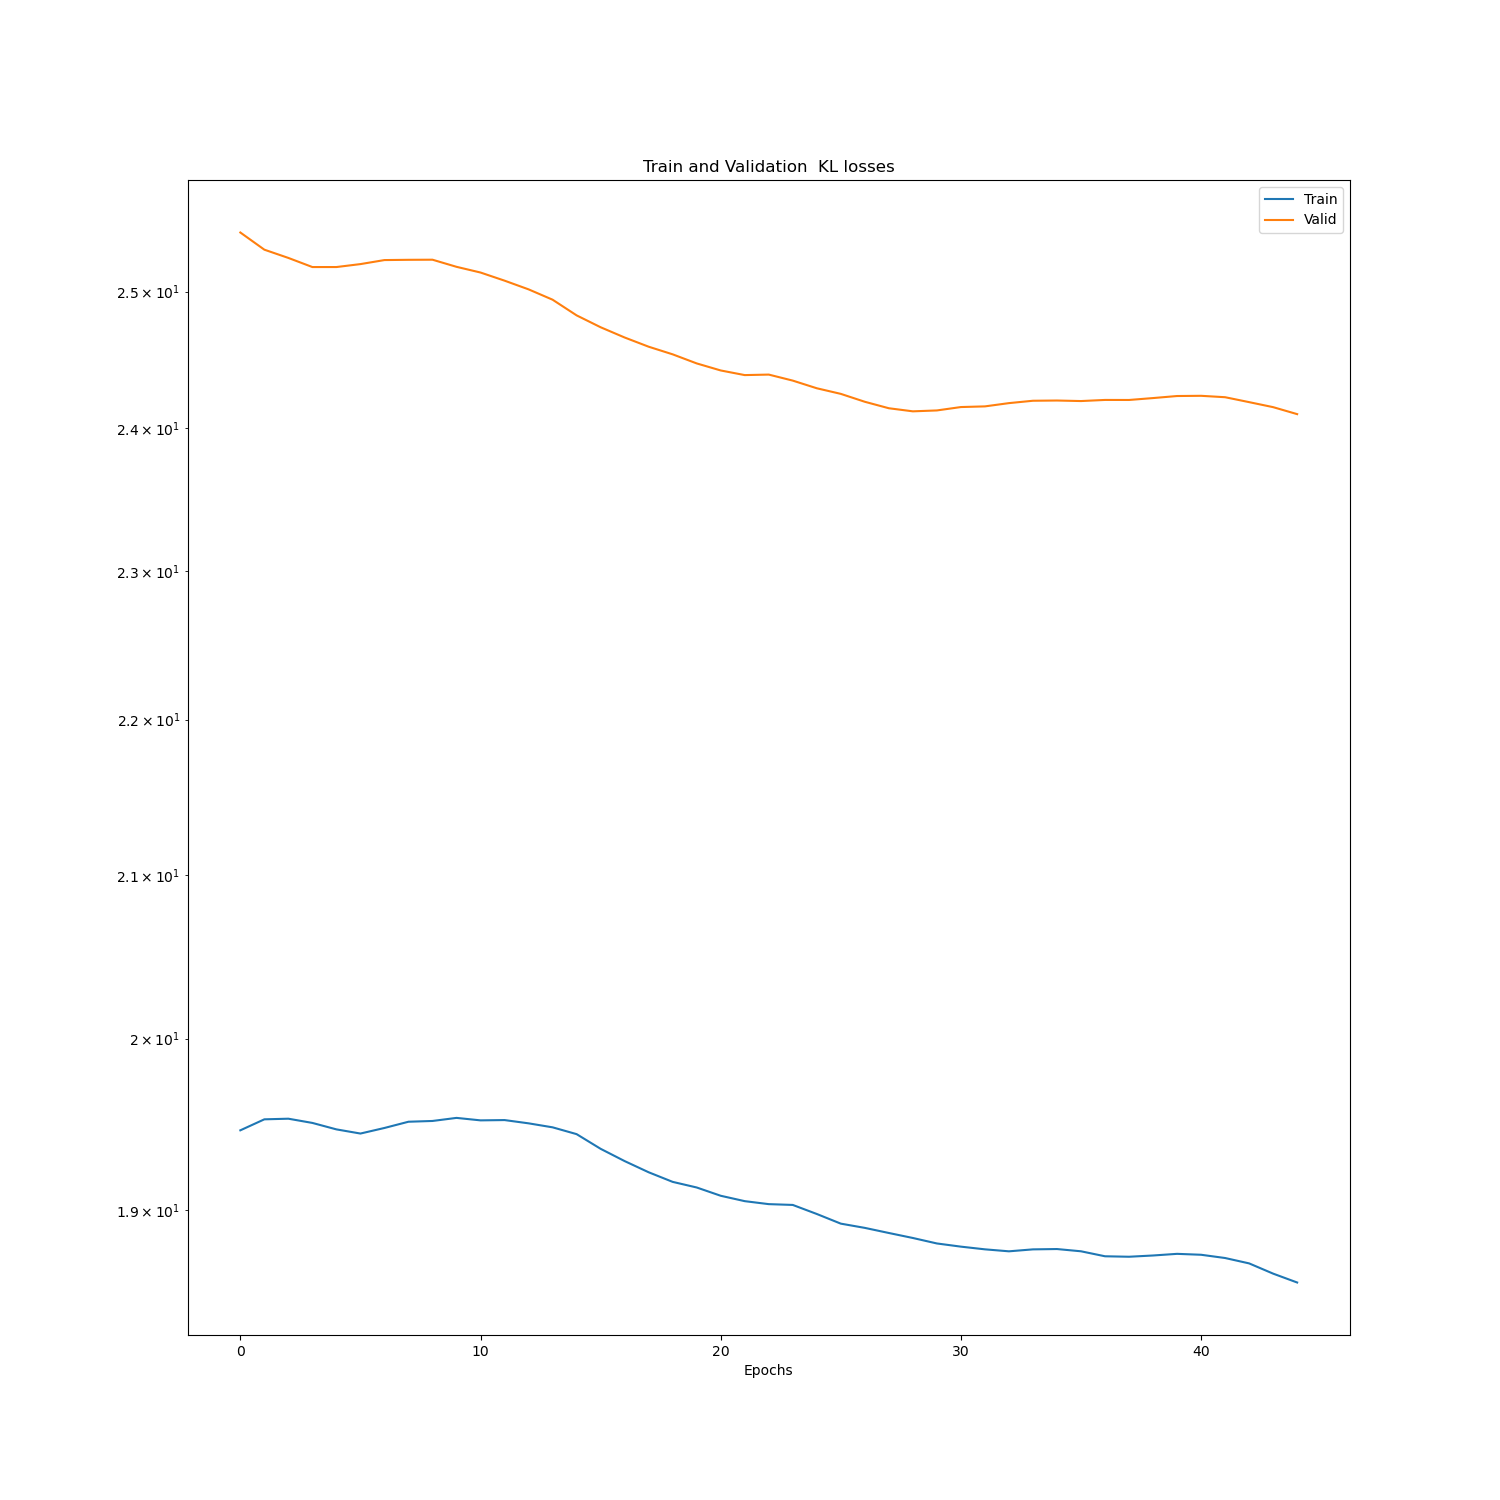 Train and Validation  KL losses
Train
Valid
2.5 × 10¹
2.4 × 10¹
2.3 × 10¹
2.2 × 10¹
2.1 × 10¹
2 × 10¹
1.9 × 10¹
0 10 20 30 40
Epochs